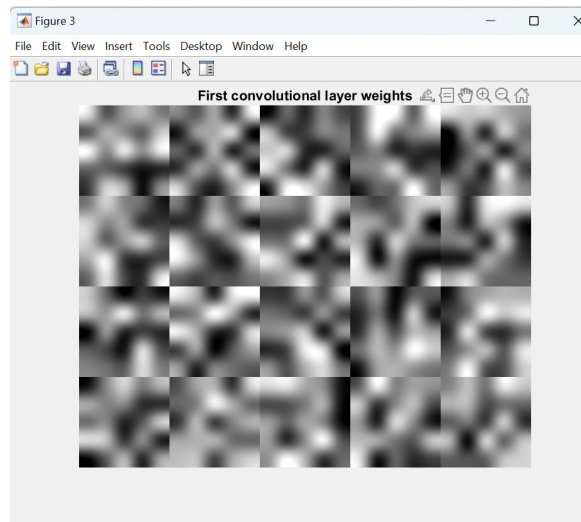 Figure 3
File Edit View Insert Tools Desktop Window Help
First convolutional layer weights